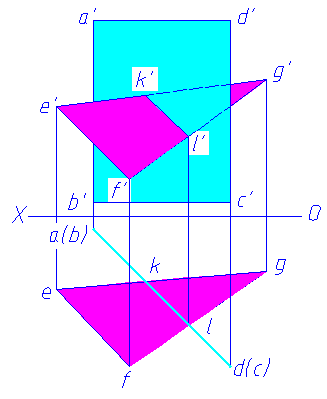 a' d'
k' g'
e'
l'
f'
b' c'
X O
a(b)
k g
e
l
d(c)
f